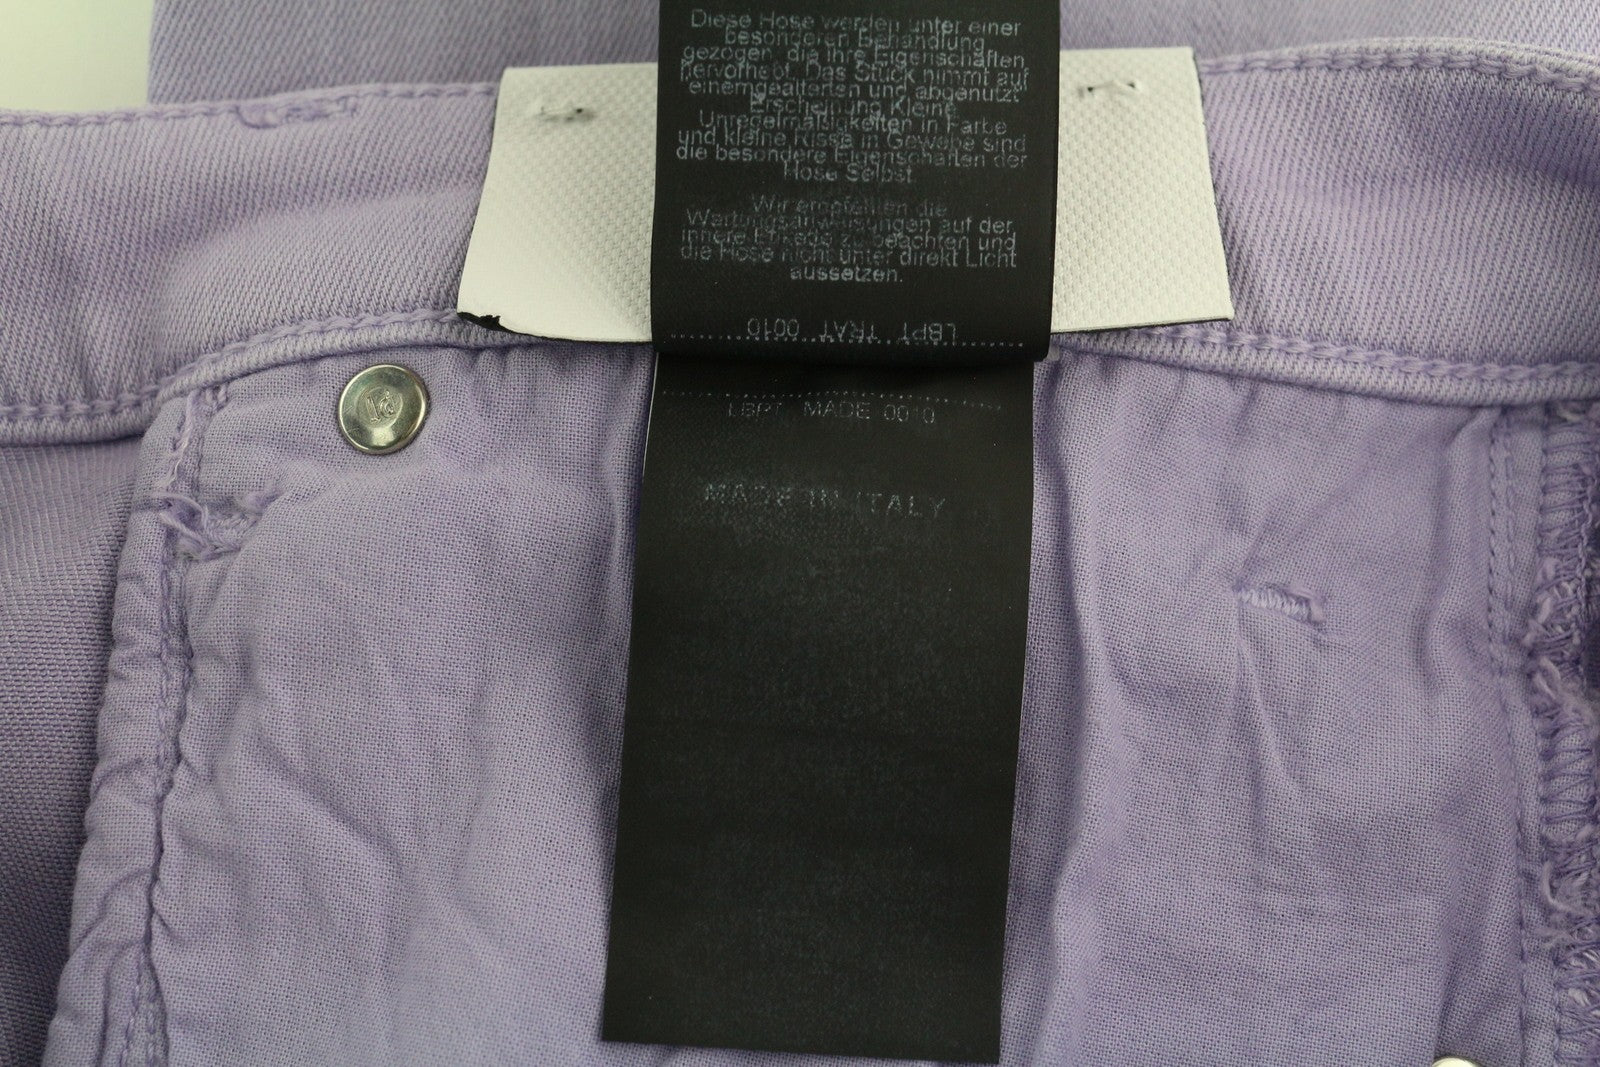 Diese Hose werden unter einer
besonderen Behandlung
gezogen, die ihre Eigenschaften
hervorhebt. Das Stück nimmt auf
einemgealterten und abgenutzt
Erscheinung Kleine
Unregelmäßigkeiten in Farbe
und kleine Risse in Gewebe sind
die besondere Eigenschaften der
Hose Selbst.
Wir empfehlen die
Wartungsanweisungen auf der
innere Etikede zu beachten und
die Hose nicht unter direkt Licht
aussetzen.
LBPT TRAT 0010
LBPT MADE 0010
MADE IN ITALY